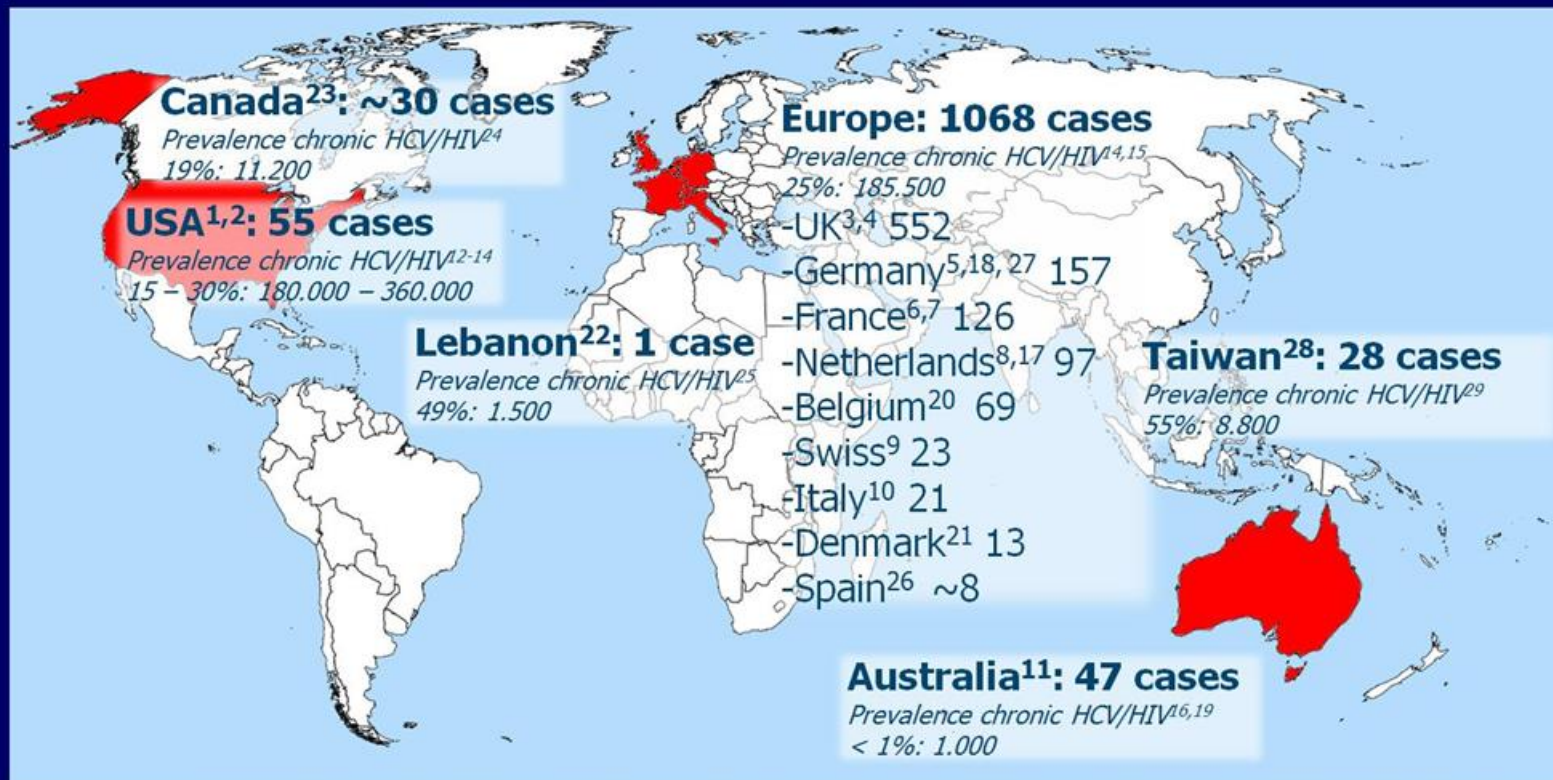 Canada²³: ~30 cases
Prevalence chronic HCV/HIV²⁴
19%: 11.200
USA¹,²: 55 cases
Prevalence chronic HCV/HIV¹²⁻¹⁴
15 – 30%: 180.000 – 360.000
Lebanon²²: 1 case
Prevalence chronic HCV/HIV²⁵
49%: 1.500
Europe: 1068 cases
Prevalence chronic HCV/HIV¹⁴,¹⁵
25%: 185.500
-UK³,⁴ 552
-Germany⁵,¹⁸, ²⁷ 157
-France⁶,⁷ 126
-Netherlands⁸,¹⁷ 97
-Belgium²⁰ 69
-Swiss⁹ 23
-Italy¹⁰ 21
-Denmark²¹ 13
-Spain²⁶ ~8
Taiwan²⁸: 28 cases
Prevalence chronic HCV/HIV²⁹
55%: 8.800
Australia¹¹: 47 cases
Prevalence chronic HCV/HIV¹⁶,¹⁹
< 1%: 1.000